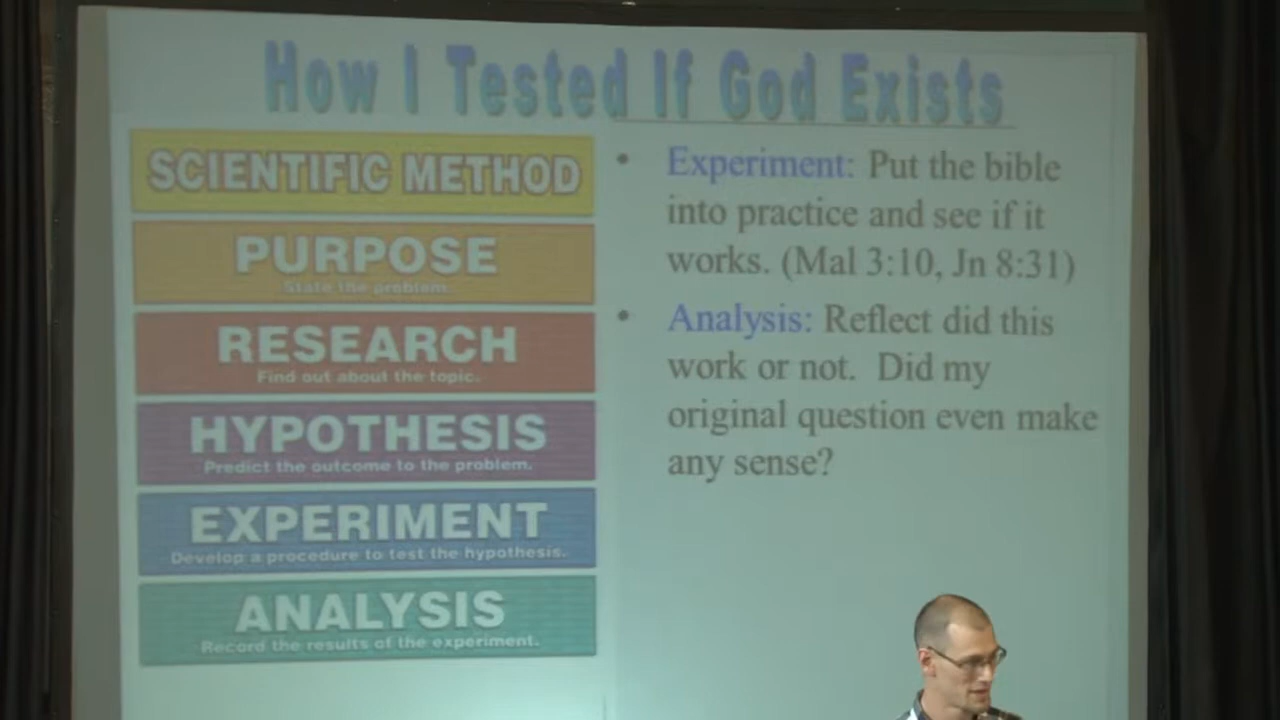 How I Tested If God Exists
SCIENTIFIC METHOD
PURPOSE
State the problem.
RESEARCH
Find out about the topic.
HYPOTHESIS
Predict the outcome to the problem.
EXPERIMENT
Develop a procedure to test the hypothesis.
ANALYSIS
Record the results of the experiment.
• Experiment: Put the bible
into practice and see if it
works. (Mal 3:10, Jn 8:31)
• Analysis: Reflect did this
work or not. Did my
original question even make
any sense?